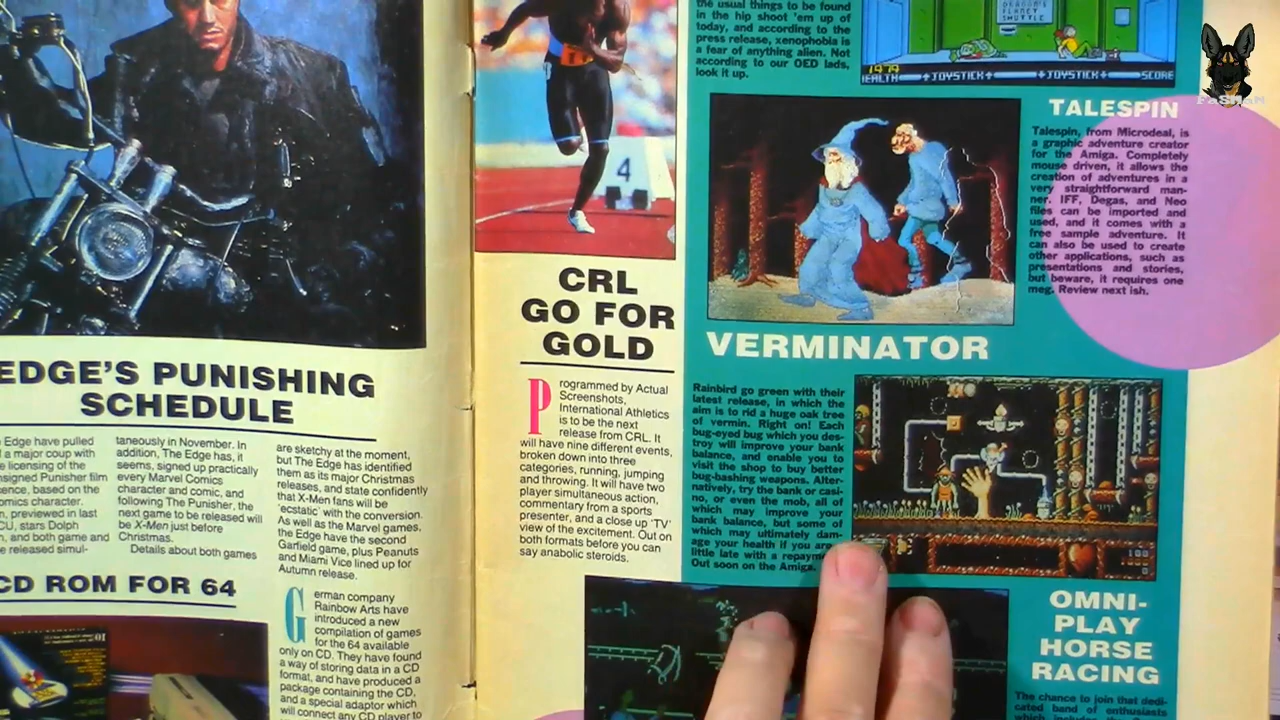 EDGE'S PUNISHING
SCHEDULE
Edge have pulled
a major coup with
licensing of the
signed Punisher film
ence, based on the
omics character.
previewed in last
CU, stars Dolph
and both game and
e released simul-
taneously in November. In
addition, The Edge has, it
seems, signed up practically
every Marvel Comics
character and comic, and
following The Punisher, the
next game to be released will
be X-Men just before
Christmas.
Details about both games
are sketchy at the moment,
but The Edge has identified
them as its major Christmas
releases, and state confidently
that X-Men fans will be
'ecstatic' with the conversion.
As well as the Marvel games,
the Edge have the second
Garfield game, plus Peanuts
and Miami Vice lined up for
Autumn release.
CD ROM FOR 64
German company
Rainbow Arts have
introduced a new
compilation of games
for the 64 available
only on CD. They have found
a way of storing data in a CD
format, and have produced a
package containing the CD,
and a special adaptor which
will connect any CD player to
4
CRL
GO FOR
GOLD
Programmed by Actual
Screenshots,
International Athletics
is to be the next
release from CRL. It
will have nine different events,
broken down into three
categories, running, jumping
and throwing. It will have two
player simultaneous action,
commentary from a sports
presenter, and a close up 'TV'
view of the excitement. Out on
both formats before you can
say anabolic steroids.
the usual things to be found
in the hip shoot 'em up of
today, and according to the
press release, xenophobia is
a fear of anything alien. Not
according to our OED lads,
look it up.
PLANET
SHUTTLE
1979
HEALTH JOYSTICK JOYSTICK SCORE
FaSMaN
TALESPIN
Talespin, from Microdeal, is
a graphic adventure creator
for the Amiga. Completely
mouse driven, it allows the
creation of adventures in a
very straightforward man-
ner. IFF, Degas, and Neo
files can be imported and
used, and it comes with a
free sample adventure. It
can also be used to create
other applications, such as
presentations and stories,
but beware, it requires one
meg. Review next ish.
VERMINATOR
Rainbird go green with their
latest release, in which the
aim is to rid a huge oak tree
of vermin. Right on! Each
bug-eyed bug which you des-
troy will improve your bank
balance, and enable you to
visit the shop to buy better
bug-bashing weapons. Alter-
natively, try the bank or casi-
no, or even the mob, all of
which may improve your
bank balance, but some of
which may ultimately dam-
age your health if you are
little late with a repaym
Out soon on the Amiga.
OMNI-
PLAY
HORSE
RACING
The chance to join that dedi-
cated band of enthusiasts